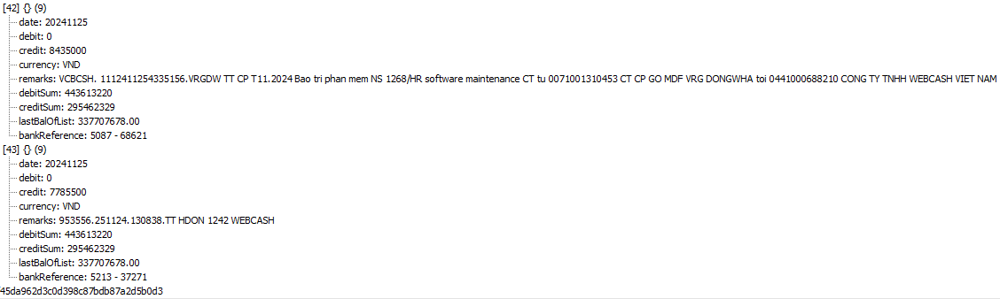 [42] {} (9)
date: 20241125
debit: 0
credit: 8435000
currency: VND
remarks: VCBCSH. 1112411254335156.VRGDW TT CP T11.2024 Bao tri phan mem NS 1268/HR software maintenance CT tu 0071001310453 CT CP GO MDF VRG DONGWHA toi 0441000688210 CONG TY TNHH WEBCASH VIET NAM
debitSum: 443613220
creditSum: 295462329
lastBalOfList: 337707678.00
bankReference: 5087 - 68621
[43] {} (9)
date: 20241125
debit: 0
credit: 7785500
currency: VND
remarks: 953556.251124.130838.TT HDON 1242 WEBCASH
debitSum: 443613220
creditSum: 295462329
lastBalOfList: 337707678.00
bankReference: 5213 - 37271
45da962d3c0d398c87bdb87a2d5b0d3